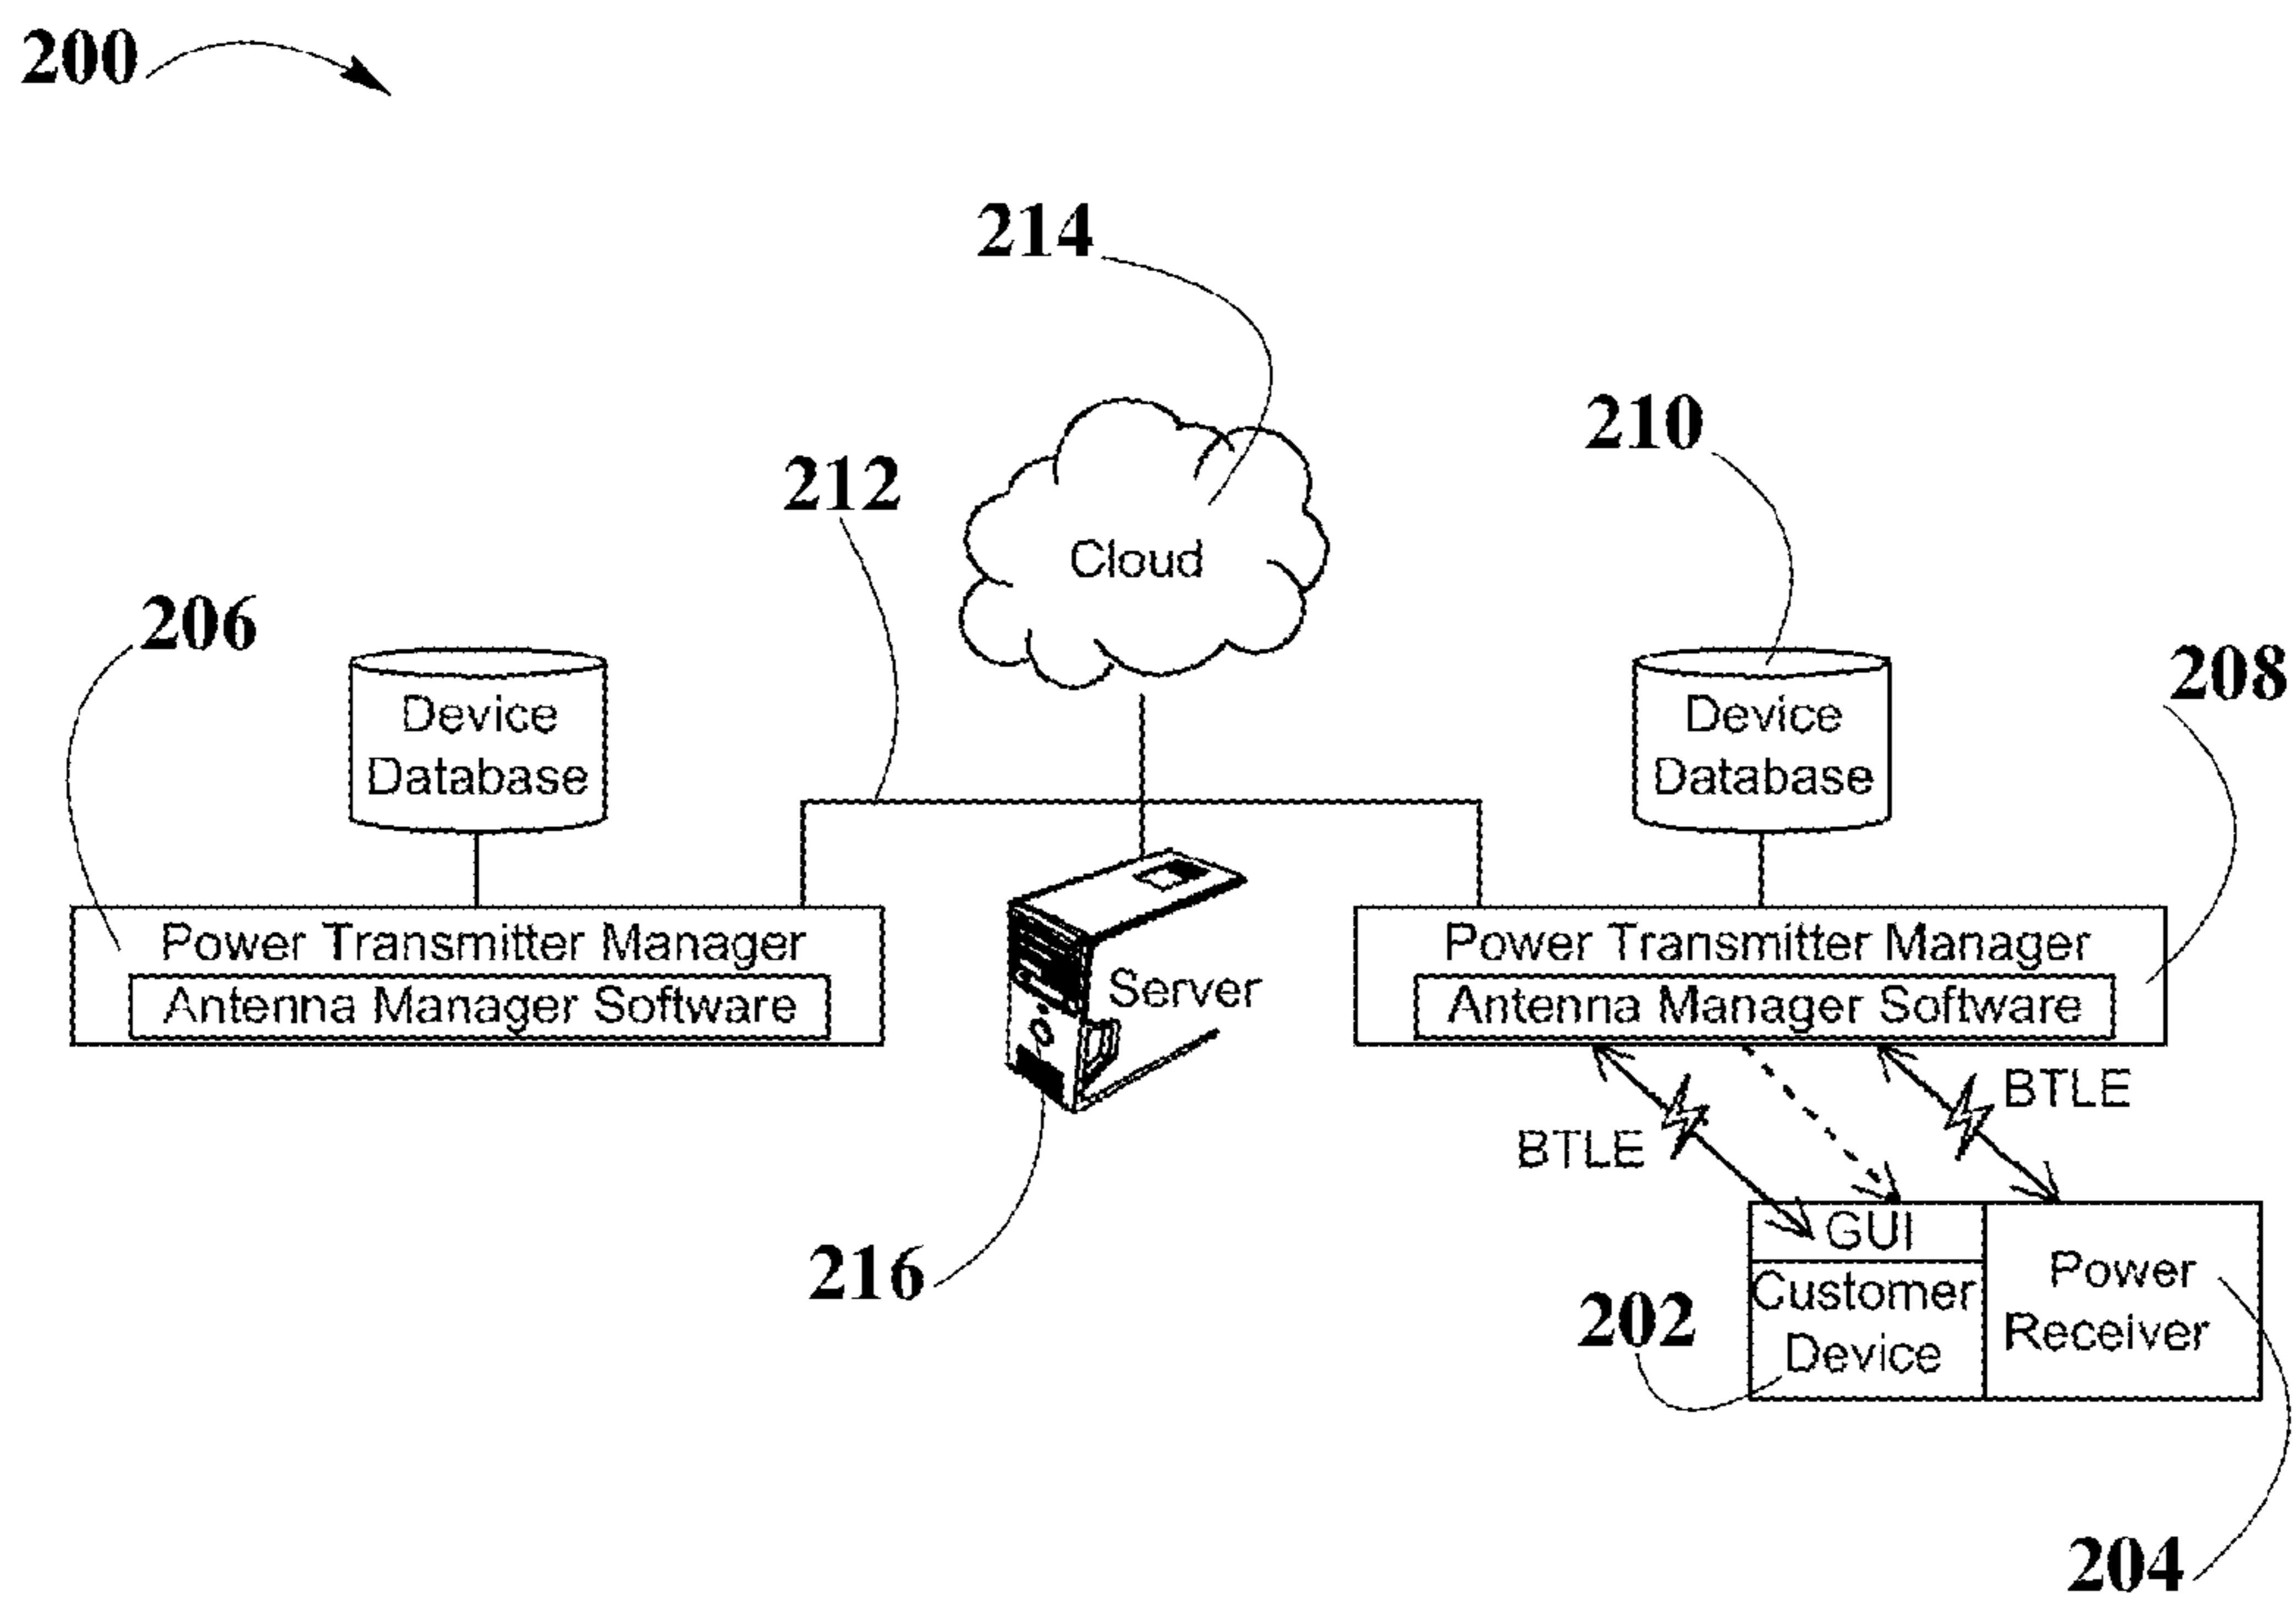 200
214
210
212
Cloud
206
208
Device
Database
Device
Database
Power Transmitter Manager
Antenna Manager Software
Server
Power Transmitter Manager
Antenna Manager Software
BTLE
BTLE
216
GUI
Customer
Device
Power
Receiver
202
204